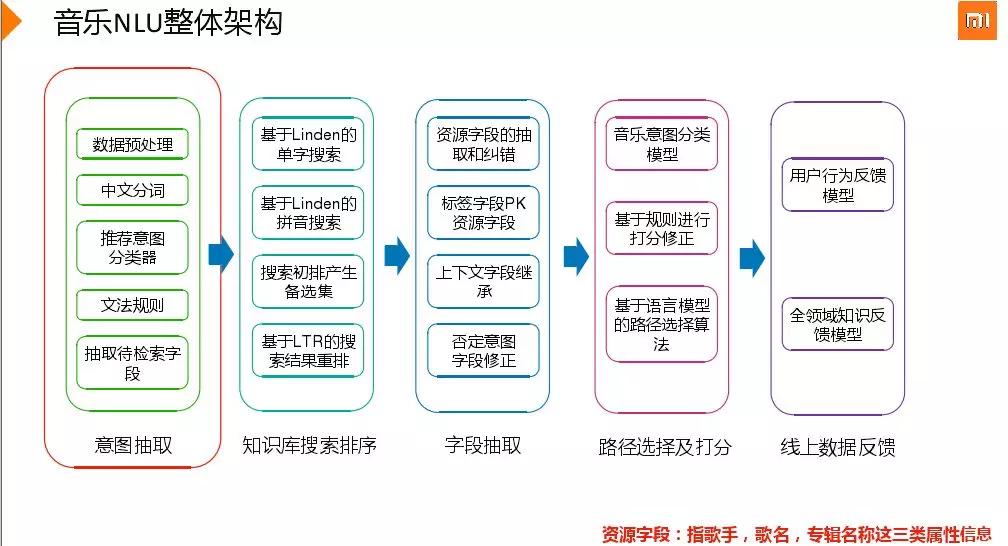 音乐NLU整体架构
数据预处理
中文分词
推荐意图
分类器
文法规则
抽取待检索字
段
意图抽取
基于Linden的
单字搜索
基于Linden的
拼音搜索
搜索初排产生
备选集
基于LTR的搜
索结果重排
知识库搜索排序
资源字段的抽
取和纠错
标签字段PK
资源字段
上下文字段继
承
否定意图
字段修正
字段抽取
音乐意图分类
模型
基于规则进行
打分修正
基于语言模型
的路径选择算
法
路径选择及打分
用户行为反馈
模型
全领域知识反
馈模型
线上数据反馈
资源字段：指歌手，歌名，专辑名称这三类属性信息